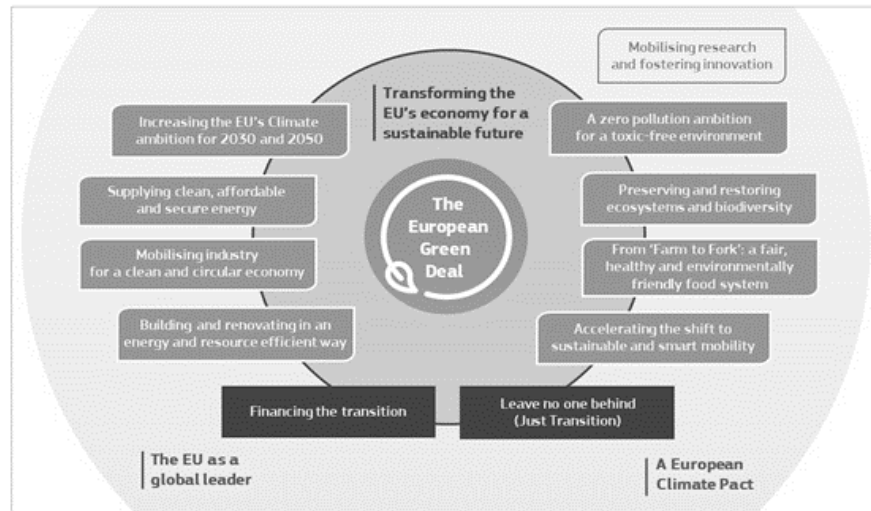 Mobilising research
and fostering innovation
Transforming the
EU's economy for a
sustainable future
Increasing the EU's Climate
ambition for 2030 and 2050
A zero pollution ambition
for a toxic-free environment
Supplying clean, affordable
and secure energy
The
European
Green
Deal
Preserving and restoring
ecosystems and biodiversity
Mobilising industry
for a clean and circular economy
From 'Farm to Fork': a fair,
healthy and environmentally
friendly food system
Building and renovating in an
energy and resource efficient way
Accelerating the shift to
sustainable and smart mobility
Financing the transition
Leave no one behind
(Just Transition)
The EU as a
global leader
A European
Climate Pact